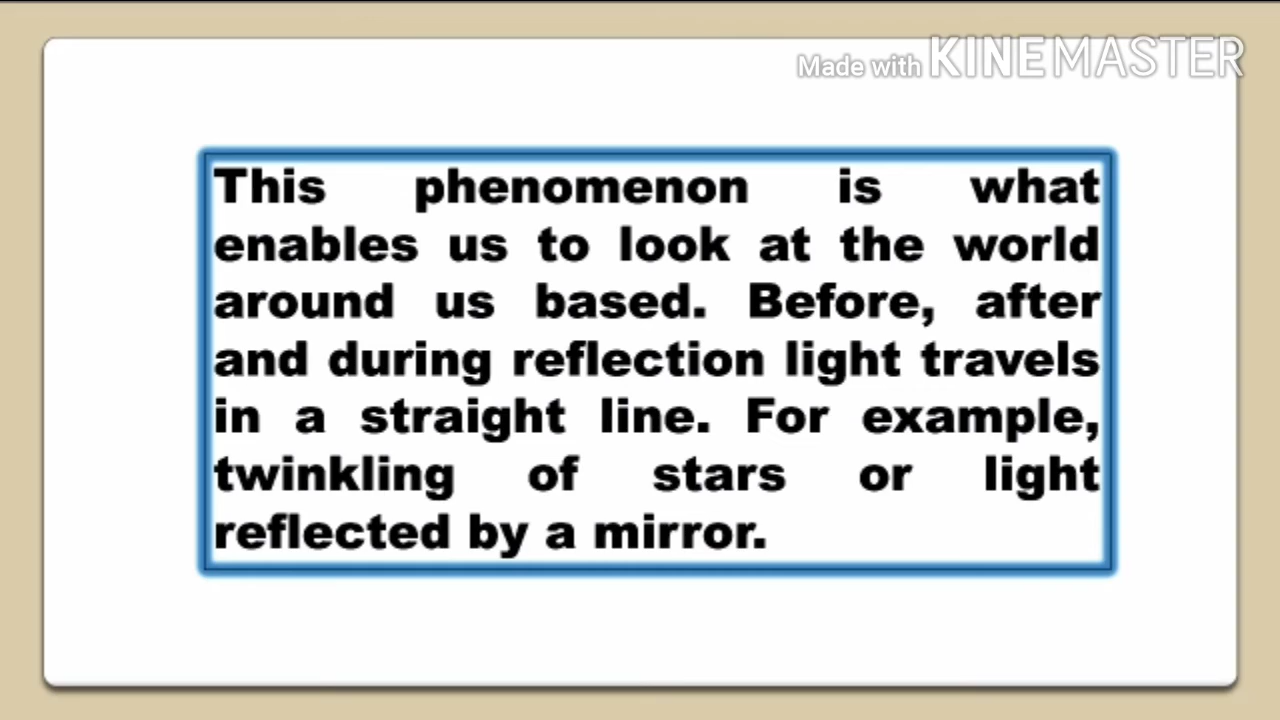 Made with KINEMASTER
This phenomenon is what
enables us to look at the world
around us based. Before, after
and during reflection light travels
in a straight line. For example,
twinkling of stars or light
reflected by a mirror.